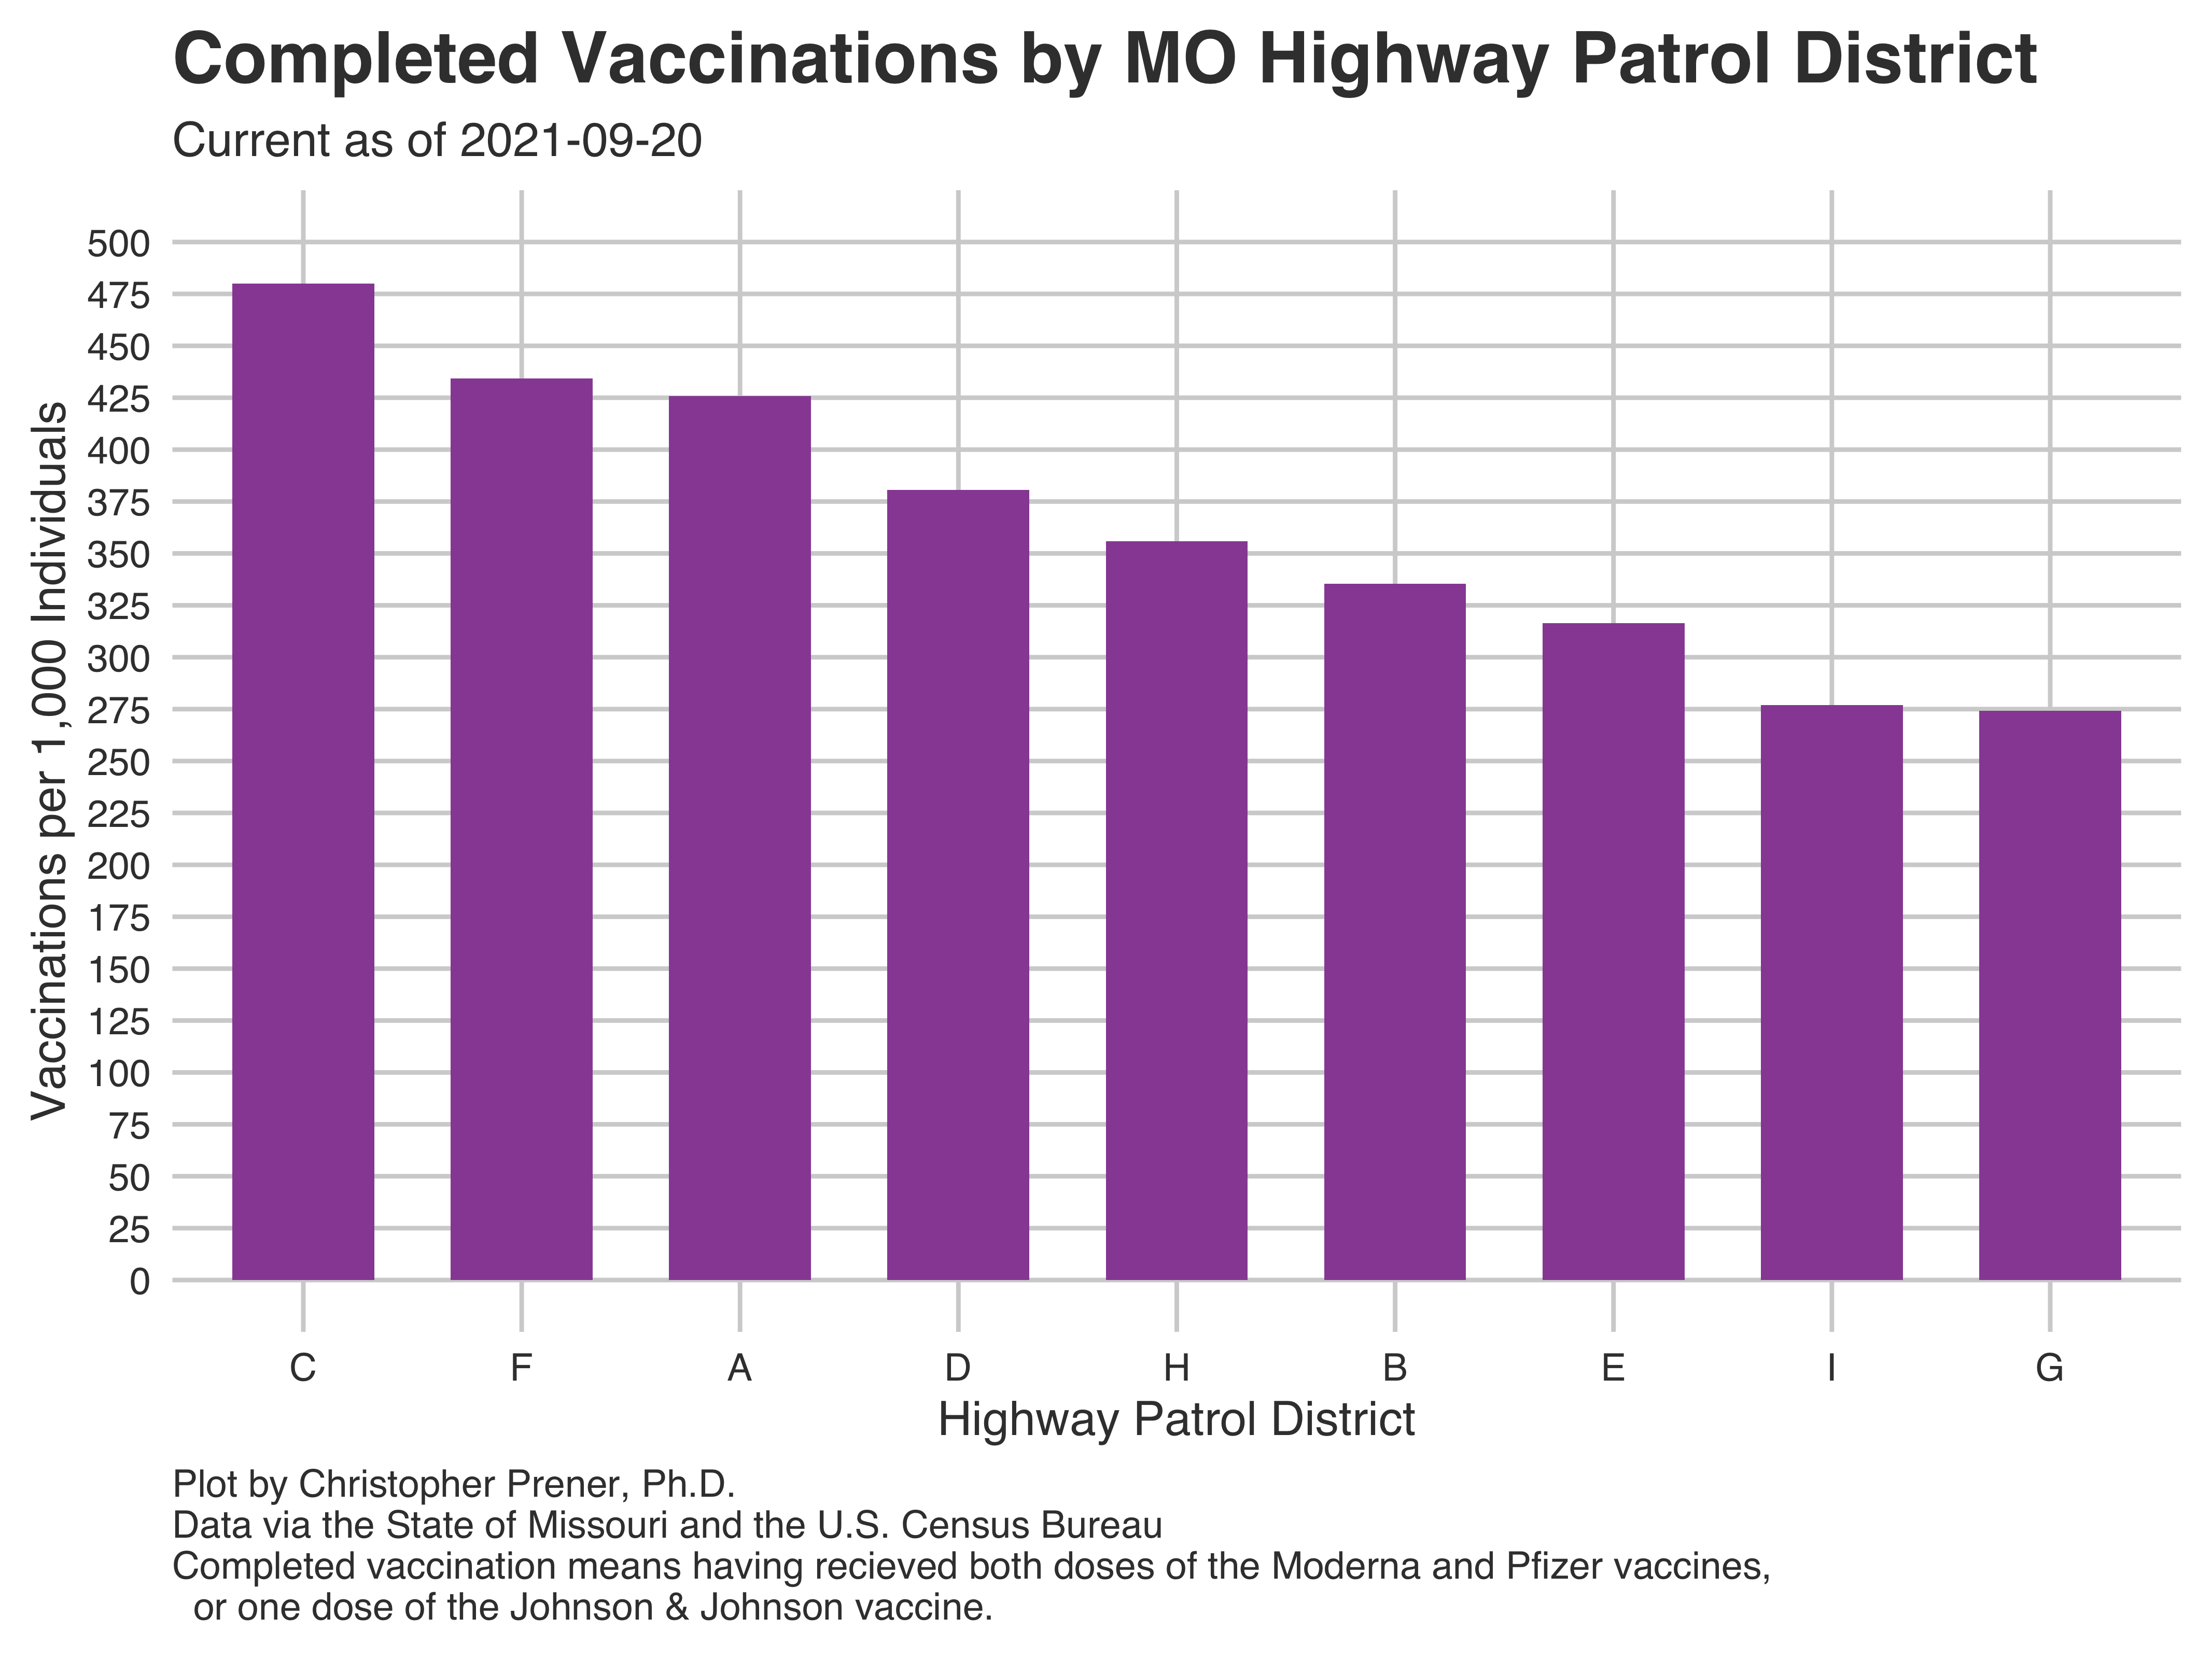 Completed Vaccinations by MO Highway Patrol District
Current as of 2021-09-20
Vaccinations per 1,000 Individuals
500
475
450
425
400
375
350
325
300
275
250
225
200
175
150
125
100
75
50
25
0
C F A D H B E I G
Highway Patrol District
Plot by Christopher Prener, Ph.D.
Data via the State of Missouri and the U.S. Census Bureau
Completed vaccination means having recieved both doses of the Moderna and Pfizer vaccines,
or one dose of the Johnson & Johnson vaccine.